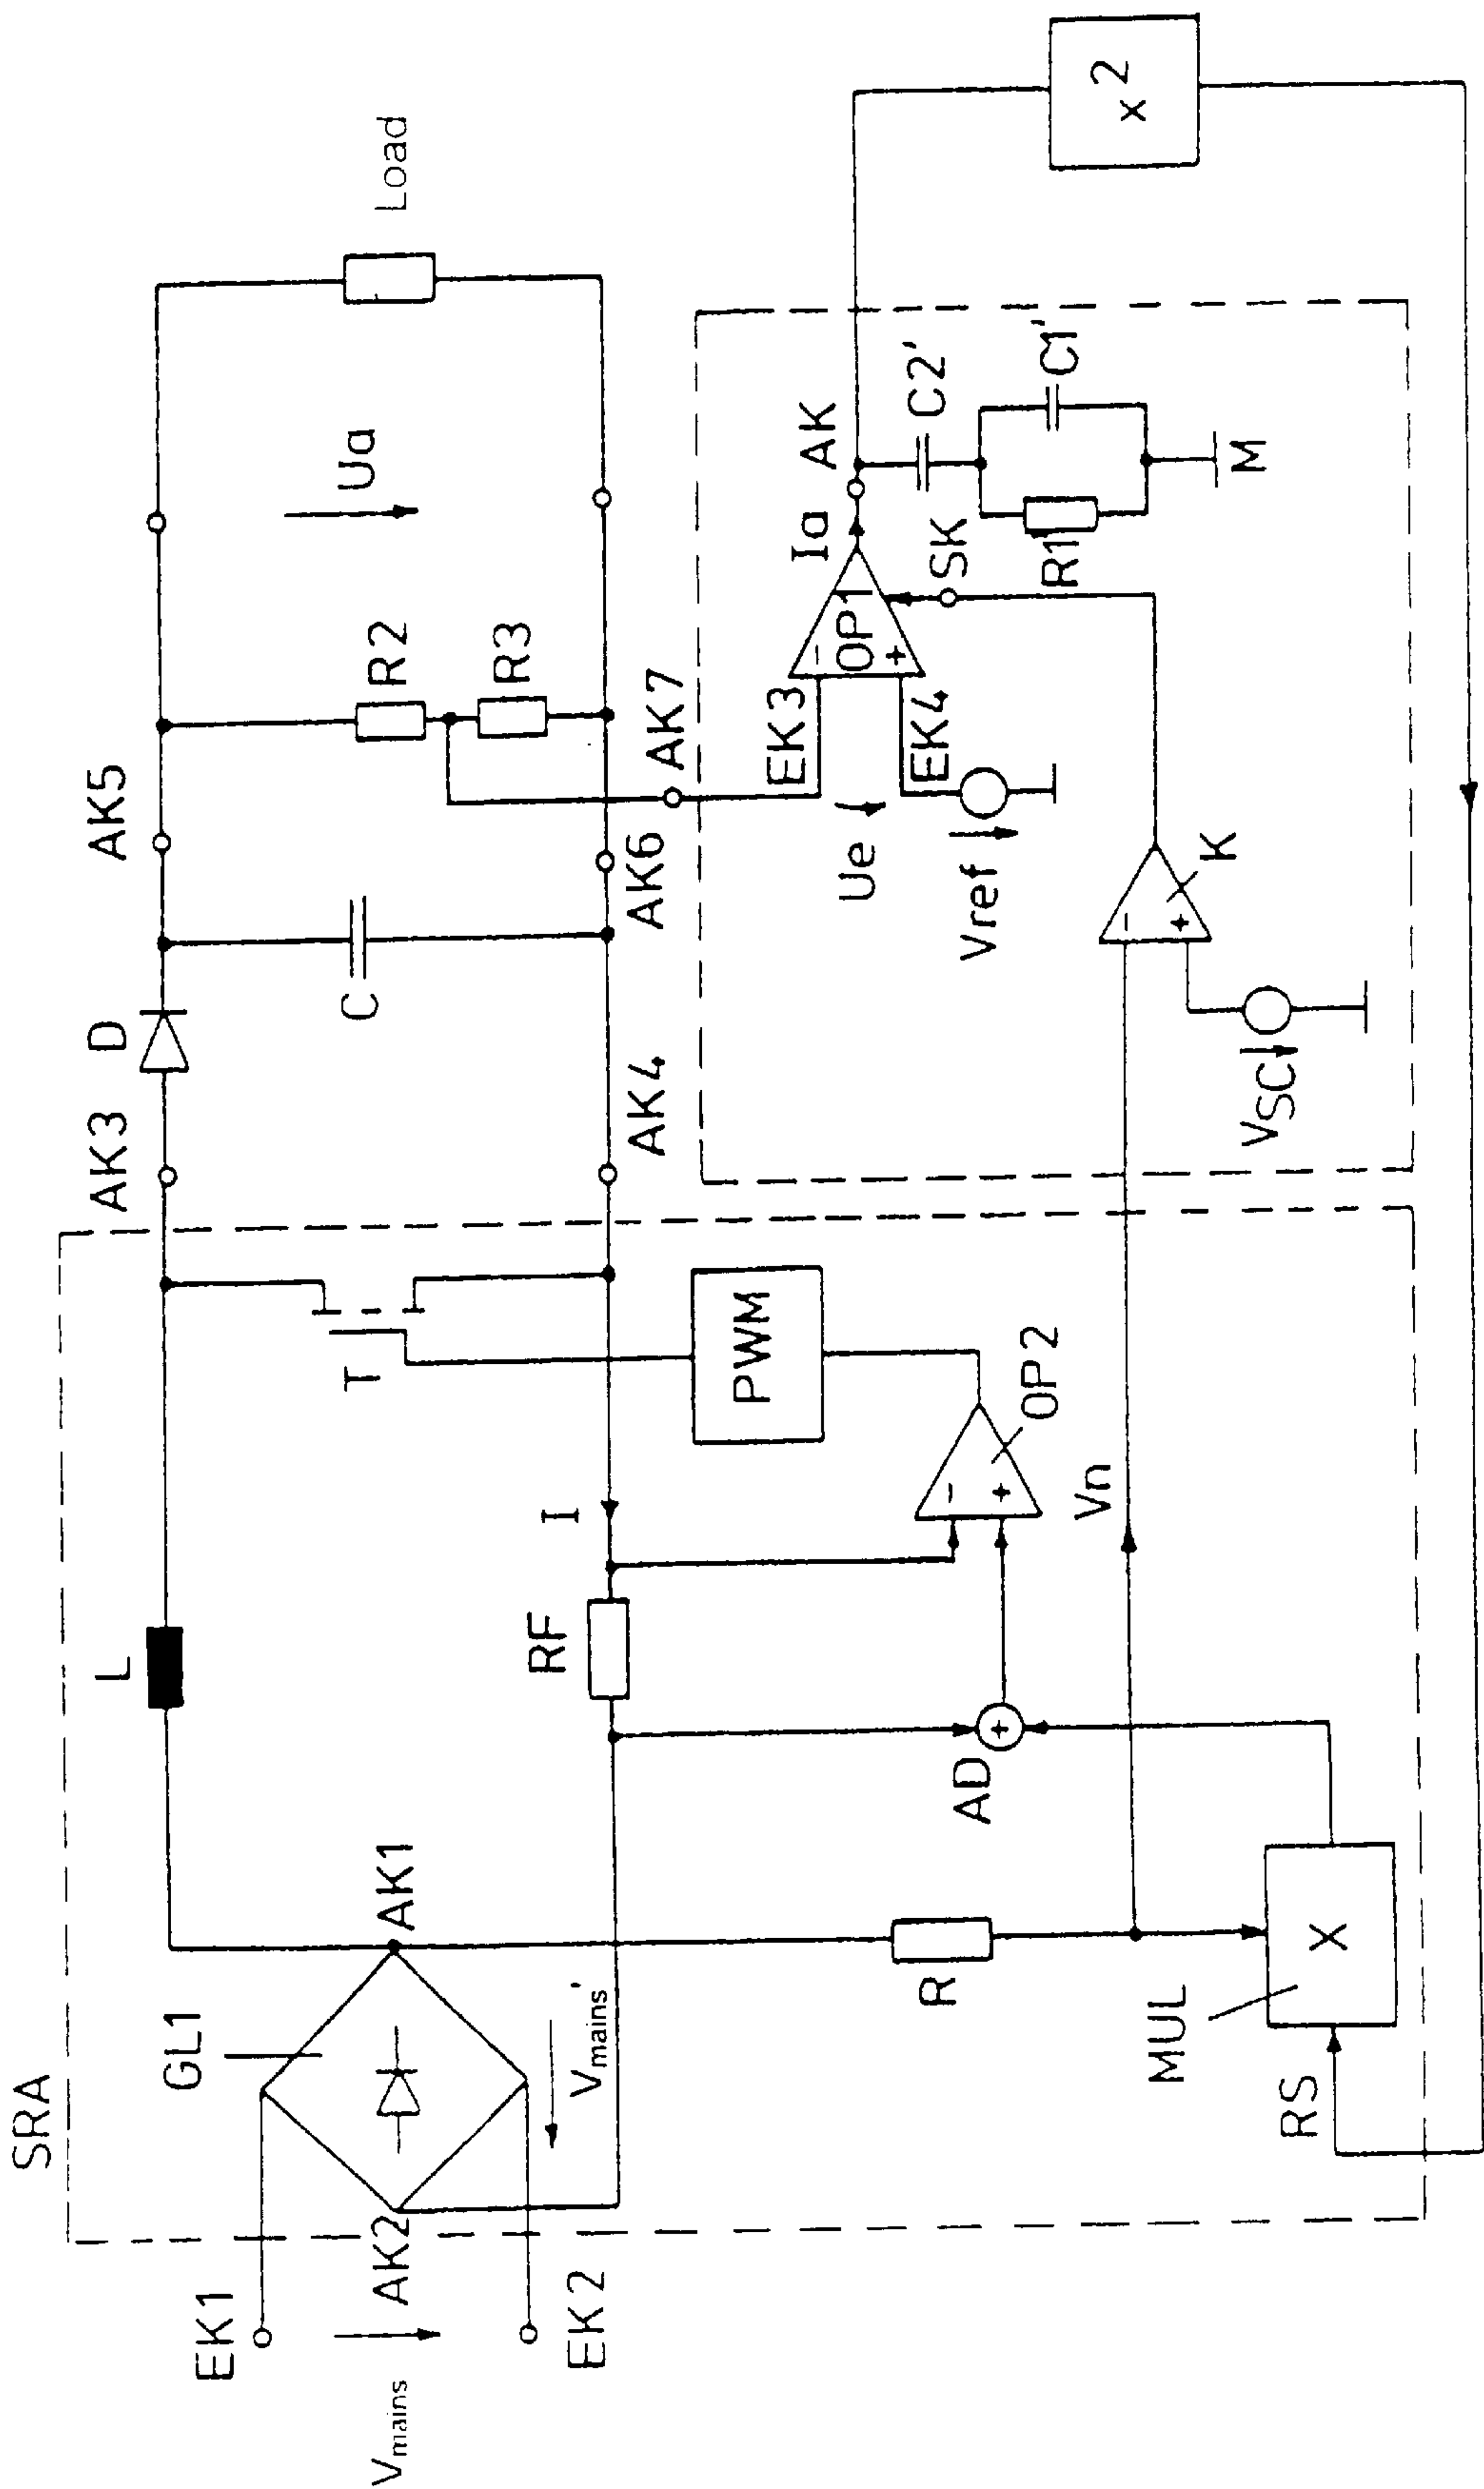 SRA
EK1
EK2
Vmains
AK2
GL1
AK1
Vmains'
L
RF
I
T
PWM
OP2
AD
R
Vn
MUL
X
RS
AK3
D
AK5
C
AK4
AK6
AK7
R2
R3
Ua
Load
EK3
EK4
Ue
Vref
-
OP1
+
Ia
AK
SK
C2'
C1'
R1
M
K
-
+
VSC
-
+
+
x2